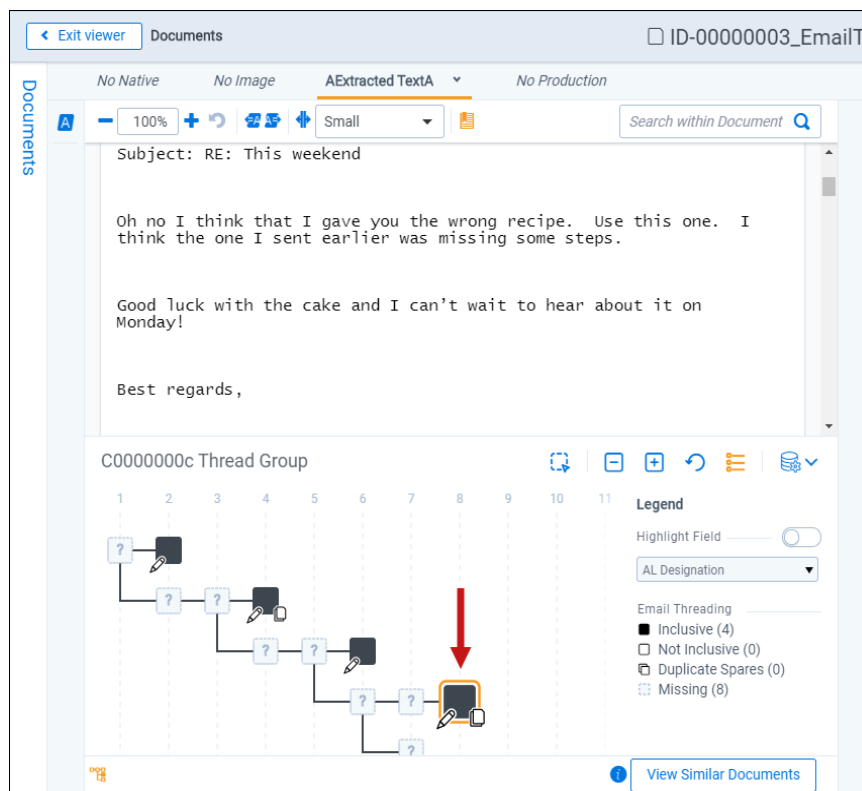 Exit viewer
Documents
ID-00000003_EmailT
Documents
No Native
No Image
AExtracted TextA
No Production
A
100%
Small
Search within Document
Subject: RE: This weekend
Oh no I think that I gave you the wrong recipe.  Use this one.  I
think the one I sent earlier was missing some steps.
Good luck with the cake and I can't wait to hear about it on
Monday!
Best regards,
C0000000c Thread Group
1 2 3 4 5 6 7 8 9 10 11
?
? ?
? ?
? ?
?
Legend
Highlight Field
AL Designation
Email Threading
Inclusive (4)
Not Inclusive (0)
Duplicate Spares (0)
Missing (8)
i
View Similar Documents